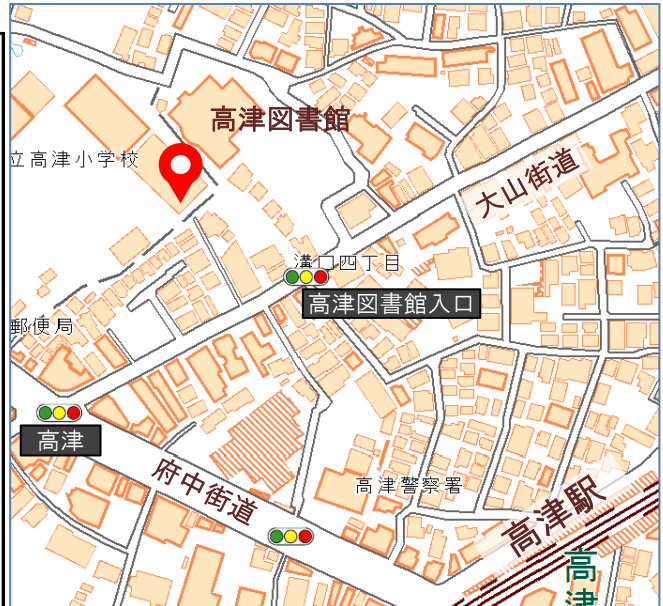 高津図書館
立高津小学校
大山街道
溝口四丁目
高津図書館入口
郵便局
高津
府中街道
高津警察署
高津駅
高津